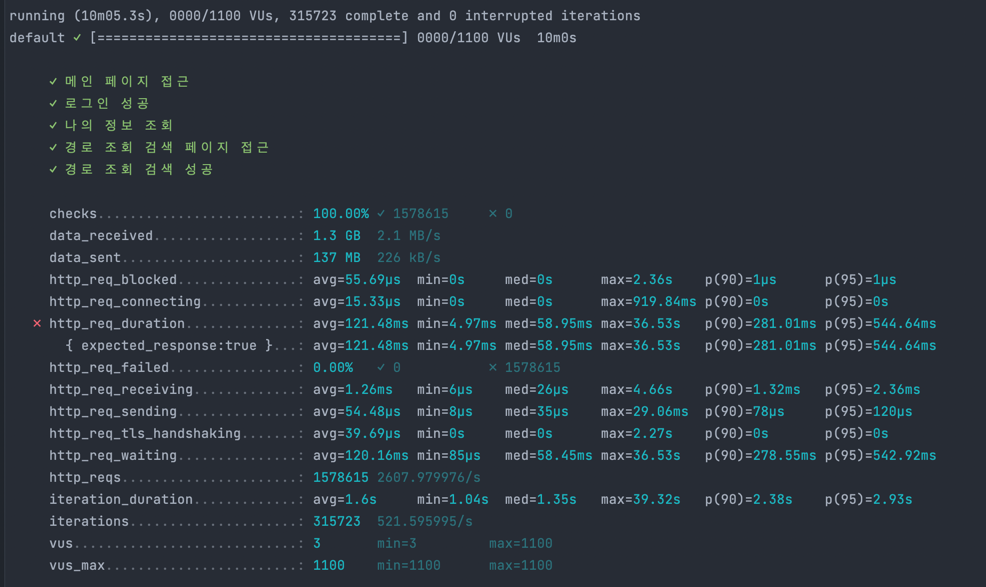 running (10m05.3s), 0000/1100 VUs, 315723 complete and 0 interrupted iterations
default ✓ [======================================] 0000/1100 VUs  10m0s
✓ 메인 페이지 접근
✓ 로그인 성공
✓ 나의 정보 조회
✓ 경로 조회 검색 페이지 접근
✓ 경로 조회 검색 성공
checks.........................: 100.00% ✓ 1578615     ✗ 0
data_received..................: 1.3 GB  2.1 MB/s
data_sent......................: 137 MB  226 kB/s
http_req_blocked...............: avg=55.69µs  min=0s     med=0s      max=2.36s    p(90)=1µs      p(95)=1µs
http_req_connecting............: avg=15.33µs  min=0s     med=0s      max=919.84ms p(90)=0s       p(95)=0s
✗ http_req_duration..............: avg=121.48ms min=4.97ms med=58.95ms max=36.53s   p(90)=281.01ms p(95)=544.64ms
{ expected_response:true }...: avg=121.48ms min=4.97ms med=58.95ms max=36.53s   p(90)=281.01ms p(95)=544.64ms
http_req_failed................: 0.00%   ✓ 0           ✗ 1578615
http_req_receiving.............: avg=1.26ms   min=6µs    med=26µs    max=4.66s    p(90)=1.32ms   p(95)=2.36ms
http_req_sending...............: avg=54.48µs  min=8µs    med=35µs    max=29.06ms  p(90)=78µs     p(95)=120µs
http_req_tls_handshaking.......: avg=39.69µs  min=0s     med=0s      max=2.27s    p(90)=0s       p(95)=0s
http_req_waiting...............: avg=120.16ms min=85µs   med=58.45ms max=36.53s   p(90)=278.55ms p(95)=542.92ms
http_reqs......................: 1578615 2607.979976/s
iteration_duration.............: avg=1.6s     min=1.04s  med=1.35s   max=39.32s   p(90)=2.38s    p(95)=2.93s
iterations.....................: 315723  521.595995/s
vus............................: 3       min=3         max=1100
vus_max........................: 1100    min=1100      max=1100